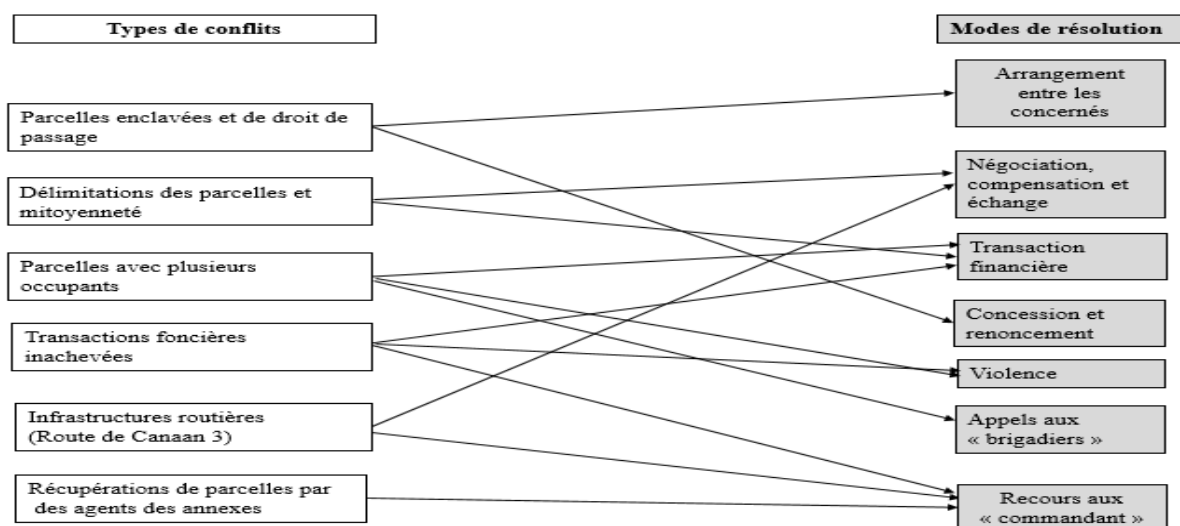 Types de conflits
Modes de résolution
Parcelles enclavées et de droit de
passage
Délimitations des parcelles et
mitoyenneté
Parcelles avec plusieurs
occupants
Transactions foncières
inachevées
Infrastructures routières
(Route de Canaan 3)
Récupérations de parcelles par
des agents des annexes
Arrangement
entre les
concernés
Négociation,
compensation et
échange
Transaction
financière
Concession et
renoncement
Violence
Appels aux
« brigadiers »
Recours aux
« commandant »